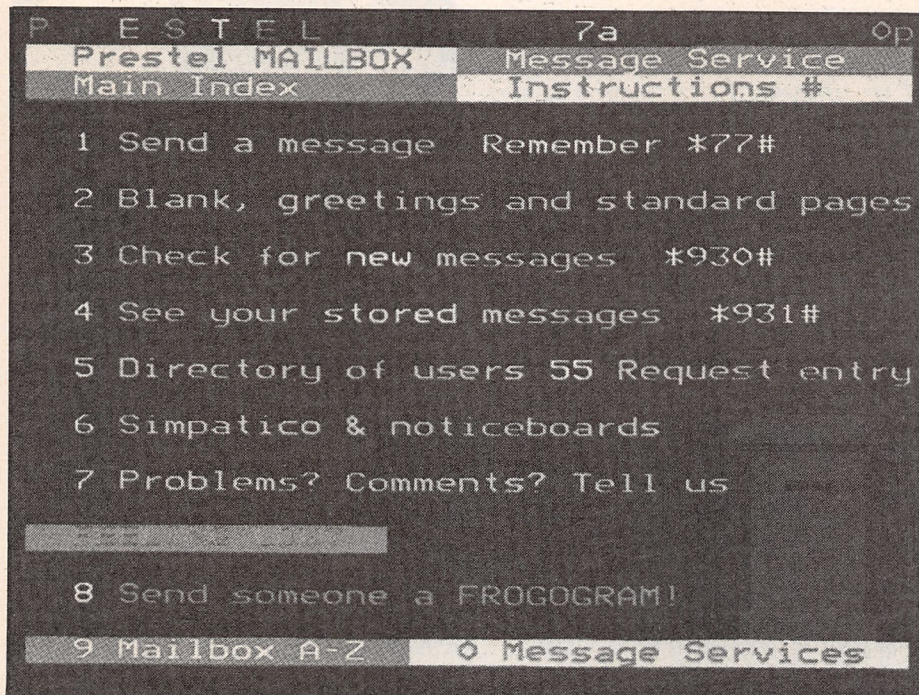 P R E S T E L 7a 0p
Prestel MAILBOX Message Service
Main Index Instructions #
1 Send a message Remember *77#
2 Blank, greetings and standard pages
3 Check for new messages *930#
4 See your stored messages *931#
5 Directory of users 55 Request entry
6 Simpatico & noticeboards
7 Problems? Comments? Tell us
8 Send someone a FROGOGRAM!
9 Mailbox A-Z 0 Message Services